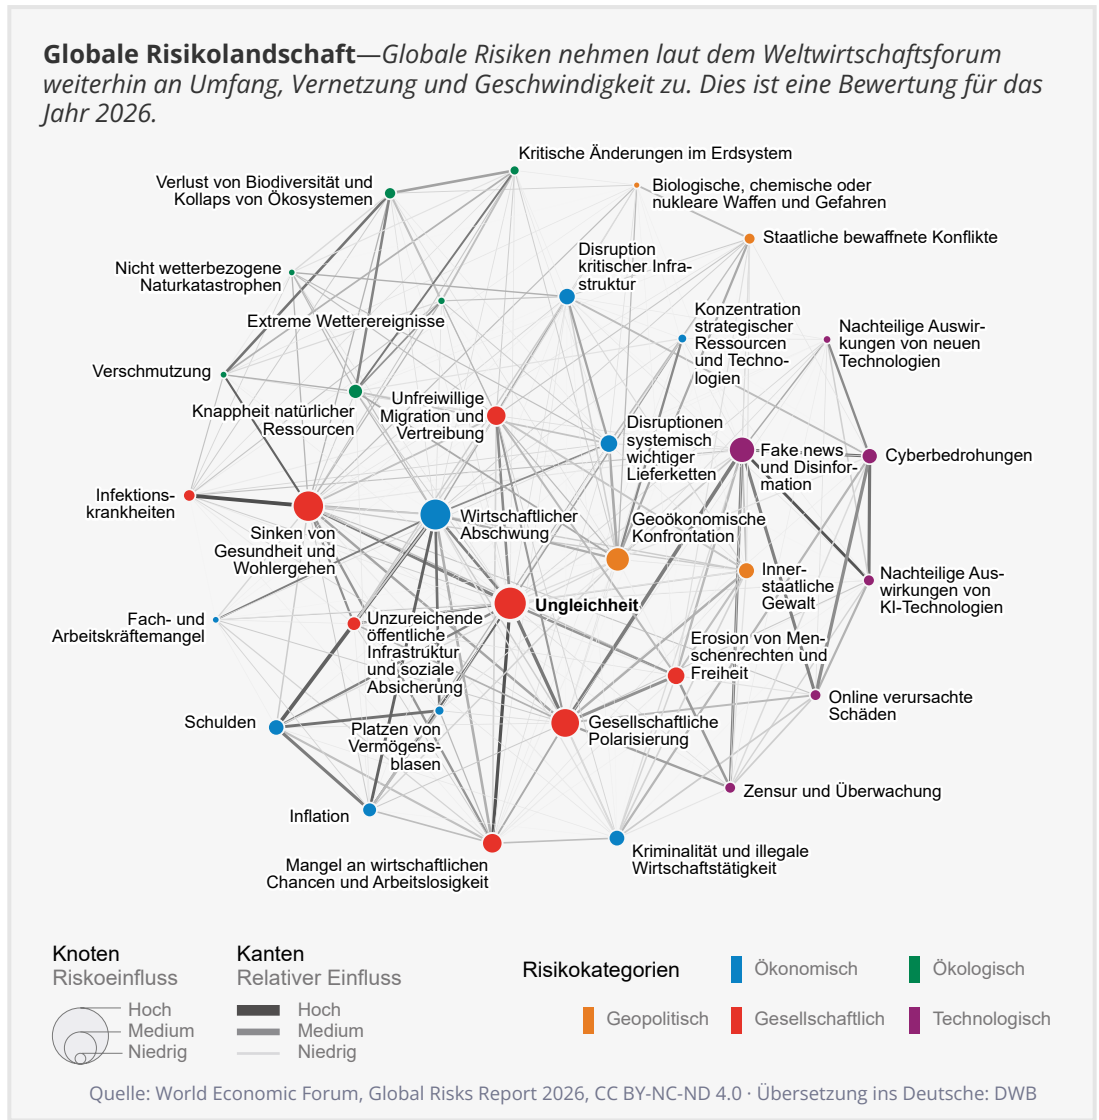 Globale Risikolandschaft—Globale Risiken nehmen laut dem Weltwirtschaftsforum
weiterhin an Umfang, Vernetzung und Geschwindigkeit zu. Dies ist eine Bewertung für das
Jahr 2026.
Kritische Änderungen im Erdsystem
Verlust von Biodiversität und
Kollaps von Ökosystemen
Biologische, chemische oder
nukleare Waffen und Gefahren
Staatliche bewaffnete Konflikte
Disruption
kritischer Infra-
struktur
Nicht wetterbezogene
Naturkatastrophen
Extreme Wetterereignisse
Konzentration
strategischer
Ressourcen
und Techno-
logien
Nachteilige Auswir-
kungen von neuen
Technologien
Verschmutzung
Knappheit natürlicher
Ressourcen
Unfreiwillige
Migration und
Vertreibung
Disruptionen
systemisch
wichtiger
Lieferketten
Fake news
und Disinfor-
mation
Cyberbedrohungen
Infektions-
krankheiten
Sinken von
Gesundheit und
Wohlergehen
Wirtschaftlicher
Abschwung
Geoökonomische
Konfrontation
Inner-
staatliche
Gewalt
Nachteilige Aus-
wirkungen von
KI-Technologien
Ungleichheit
Fach- und
Arbeitskräftemangel
Unzureichende
öffentliche
Infrastruktur
und soziale
Absicherung
Erosion von Men-
schenrechten und
Freiheit
Online verursachte
Schäden
Schulden
Platzen von
Vermögens-
blasen
Gesellschaftliche
Polarisierung
Zensur und Überwachung
Inflation
Mangel an wirtschaftlichen
Chancen und Arbeitslosigkeit
Kriminalität und illegale
Wirtschaftstätigkeit
Knoten
Riskoeinfluss
Hoch
Medium
Niedrig
Kanten
Relativer Einfluss
Hoch
Medium
Niedrig
Risikokategorien
Ökonomisch
Ökologisch
Geopolitisch
Gesellschaftlich
Technologisch
Quelle: World Economic Forum, Global Risks Report 2026, CC BY-NC-ND 4.0 · Übersetzung ins Deutsche: DWB